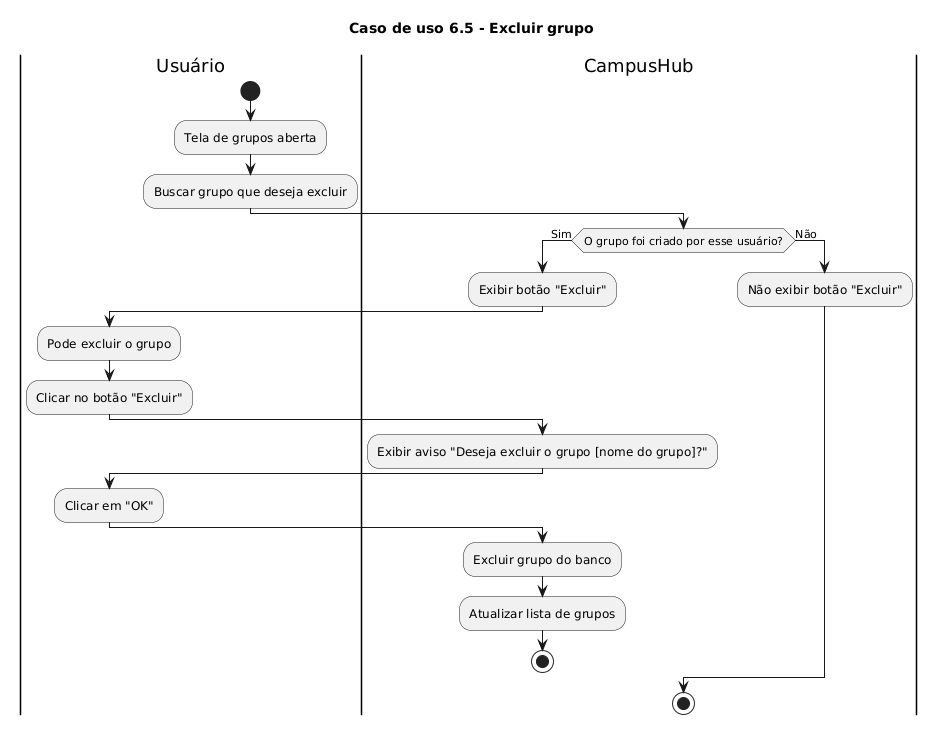 Caso de uso 6.5 - Excluir grupo
Usuário
CampusHub
Tela de grupos aberta
Buscar grupo que deseja excluir
O grupo foi criado por esse usuário?
Sim
Não
Exibir botão "Excluir"
Não exibir botão "Excluir"
Pode excluir o grupo
Clicar no botão "Excluir"
Exibir aviso "Deseja excluir o grupo [nome do grupo]?"
Clicar em "OK"
Excluir grupo do banco
Atualizar lista de grupos